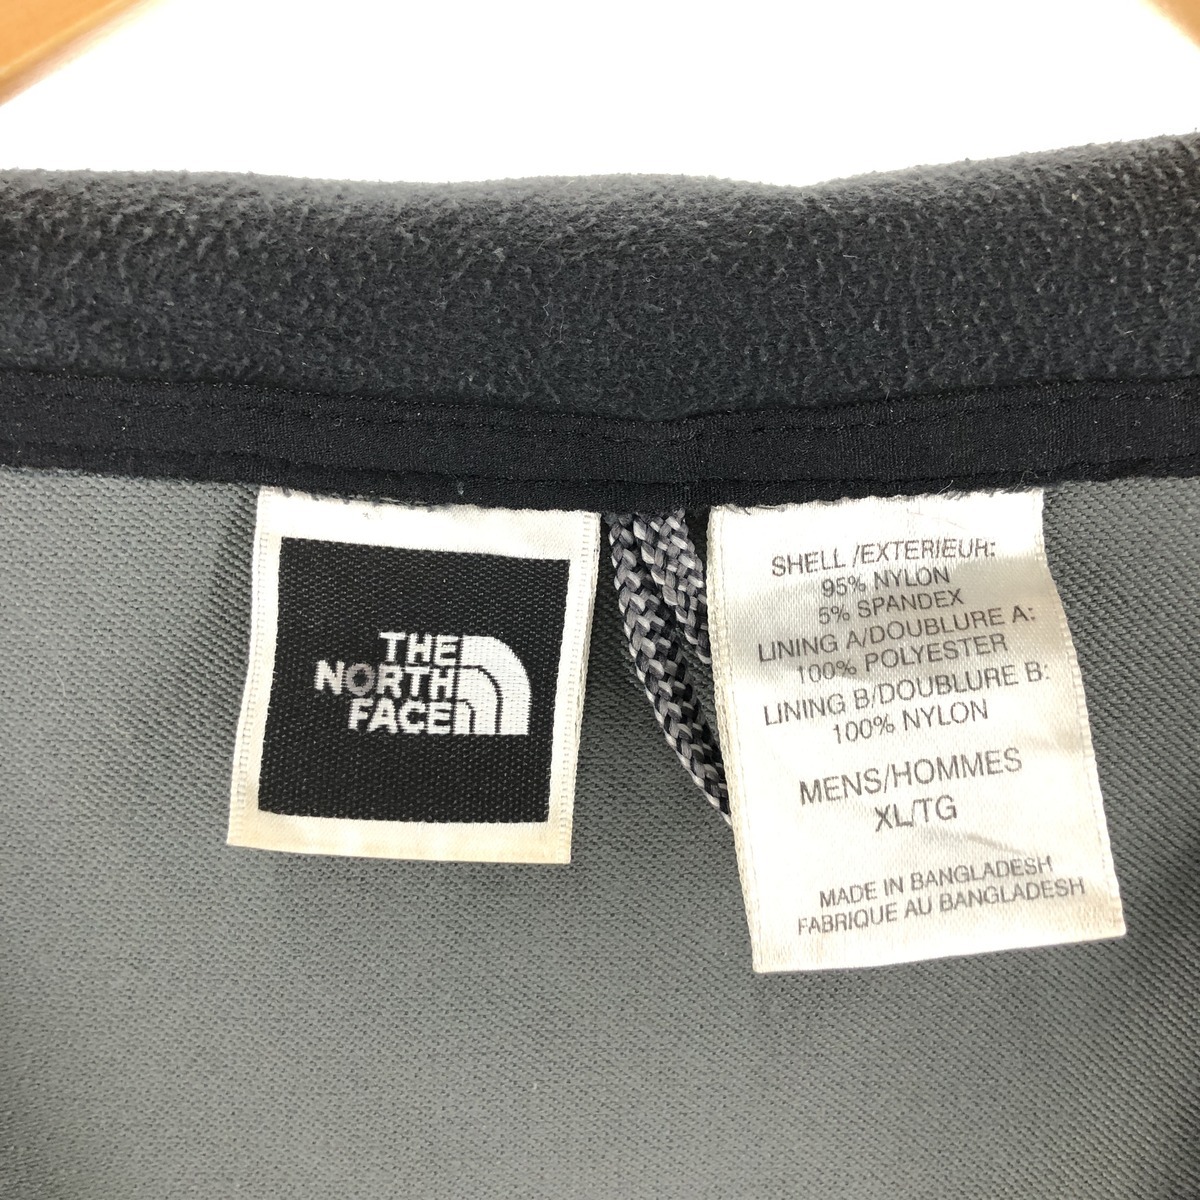 THE
NORTH
FACE
SHELL /EXTERIEUR:
95% NYLON
5% SPANDEX
LINING A/DOUBLURE A:
100% POLYESTER
LINING B/DOUBLURE B:
100% NYLON
MENS/HOMMES
XL/TG
MADE IN BANGLADESH
FABRIQUE AU BANGLADESH